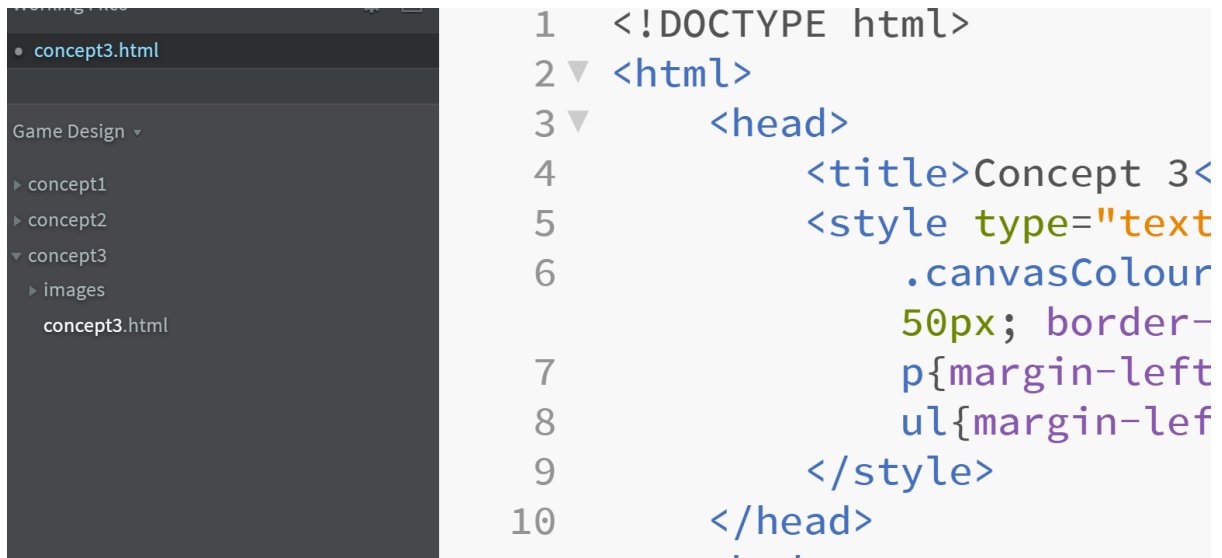 Working Files
concept3.html
Game Design
concept1
concept2
concept3
images
concept3.html
1 <!DOCTYPE html>
2 <html>
3 <head>
4 <title>Concept 3<
5 <style type="text
6 .canvasColour
50px; border-
7 p{margin-left
8 ul{margin-lef
9 </style>
10 </head>